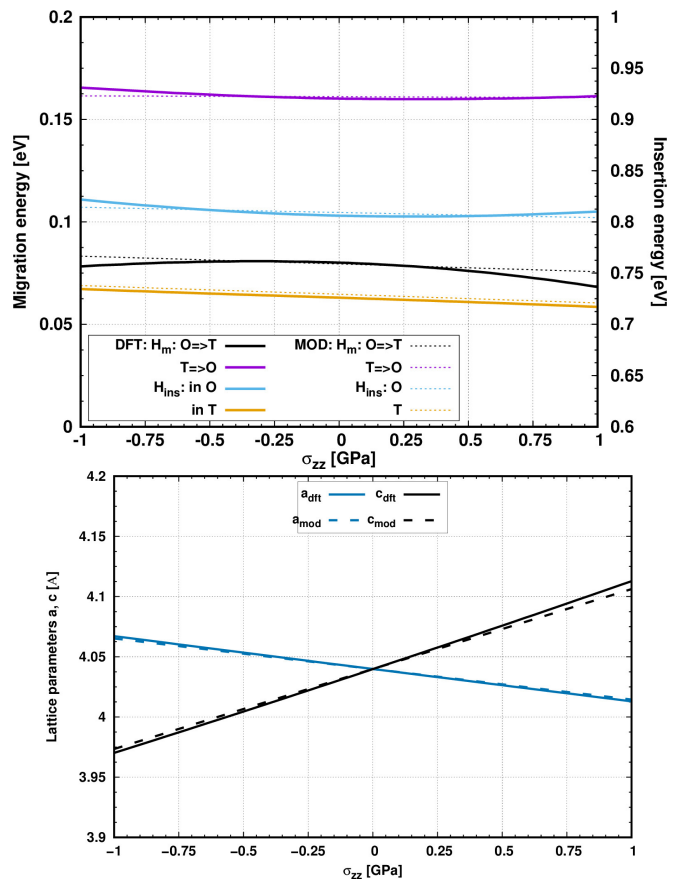 0.2
0.15
0.1
0.05
0
1
0.95
0.9
0.85
0.8
0.75
0.7
0.65
0.6
Migration energy [eV]
Insertion energy [eV]
DFT: Hm: O=>T
MOD: Hm: O=>T
T=>O
T=>O
Hins: in O
Hins: O
in T
T
-1
-0.75
-0.5
-0.25
0
0.25
0.5
0.75
1
σzz [GPa]
4.2
4.15
4.1
4.05
4
3.95
3.9
Lattice parameters a, c [Å]
adft
cdft
amod
cmod
−1
−0.75
−0.5
−0.25
0
0.25
0.5
0.75
1
σzz [GPa]